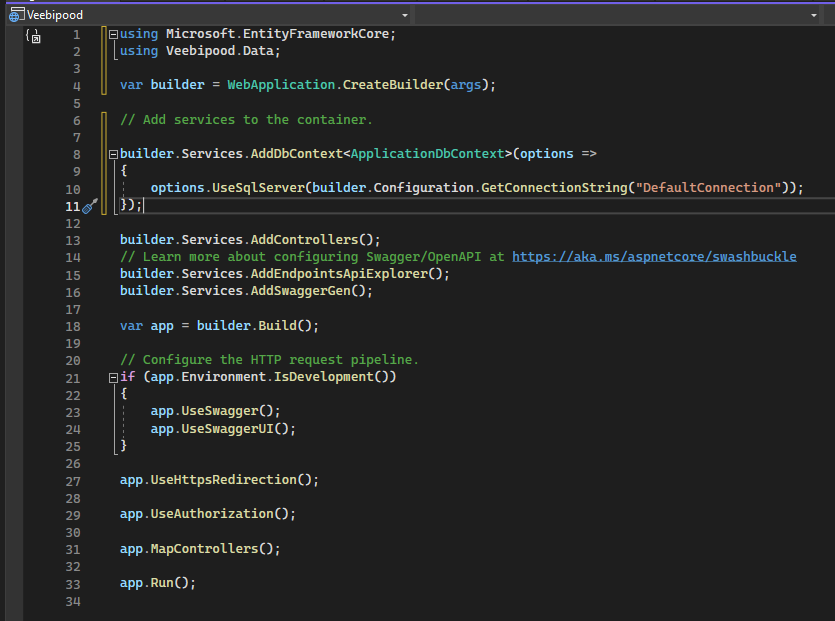 Veebipood
1 using Microsoft.EntityFrameworkCore;
2 using Veebipood.Data;
3
4 var builder = WebApplication.CreateBuilder(args);
5
6 // Add services to the container.
7
8 builder.Services.AddDbContext<ApplicationDbContext>(options =>
9 {
10     options.UseSqlServer(builder.Configuration.GetConnectionString("DefaultConnection"));
11 });
12
13 builder.Services.AddControllers();
14 // Learn more about configuring Swagger/OpenAPI at https://aka.ms/aspnetcore/swashbuckle
15 builder.Services.AddEndpointsApiExplorer();
16 builder.Services.AddSwaggerGen();
17
18 var app = builder.Build();
19
20 // Configure the HTTP request pipeline.
21 if (app.Environment.IsDevelopment())
22 {
23     app.UseSwagger();
24     app.UseSwaggerUI();
25 }
26
27 app.UseHttpsRedirection();
28
29 app.UseAuthorization();
30
31 app.MapControllers();
32
33 app.Run();
34